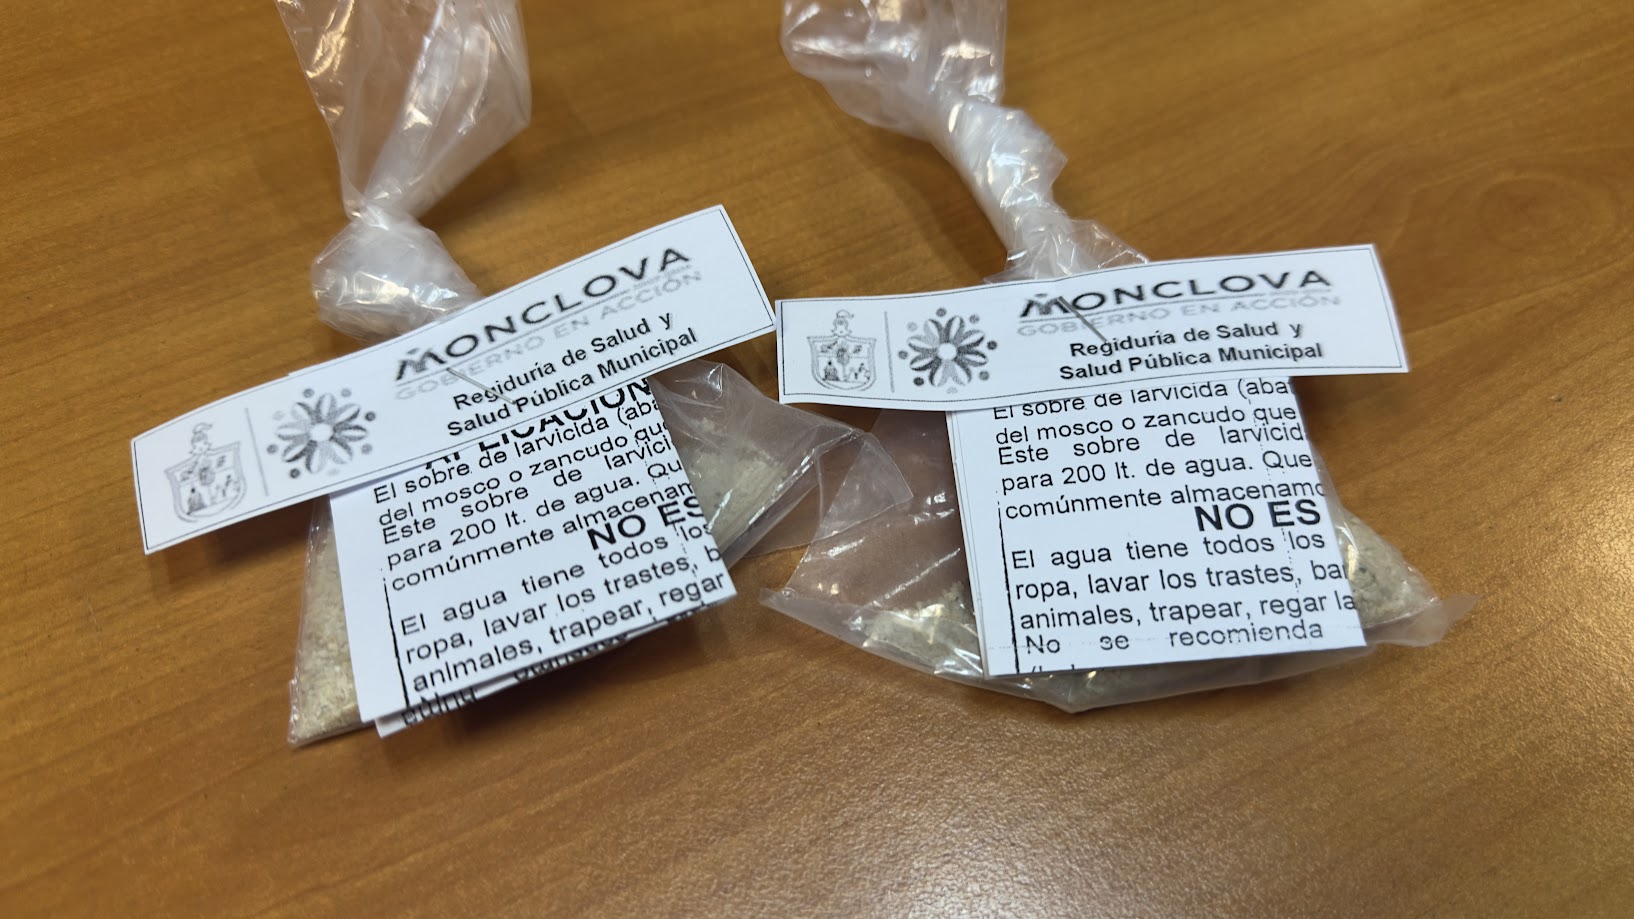 MONCLOVA
GOBIERNO EN ACCIÓN
Regiduría de Salud y
Salud Pública Municipal
APLICACIÓN
El sobre de larvicida (aba
del mosco o zancudo que
Este sobre de larvici
para 200 lt. de agua. Qu
comúnmente almacenam
NO ES
El agua tiene todos los
ropa, lavar los trastes, b
animales, trapear, regar
MONCLOVA
GOBIERNO EN ACCIÓN
Regiduría de Salud y
Salud Pública Municipal
El sobre de larvicida (aba
del mosco o zancudo que
Este sobre de larvicid
para 200 lt. de agua. Que
comúnmente almacenamo
NO ES
El agua tiene todos los
ropa, lavar los trastes, ba
animales, trapear, regar la
No se recomienda